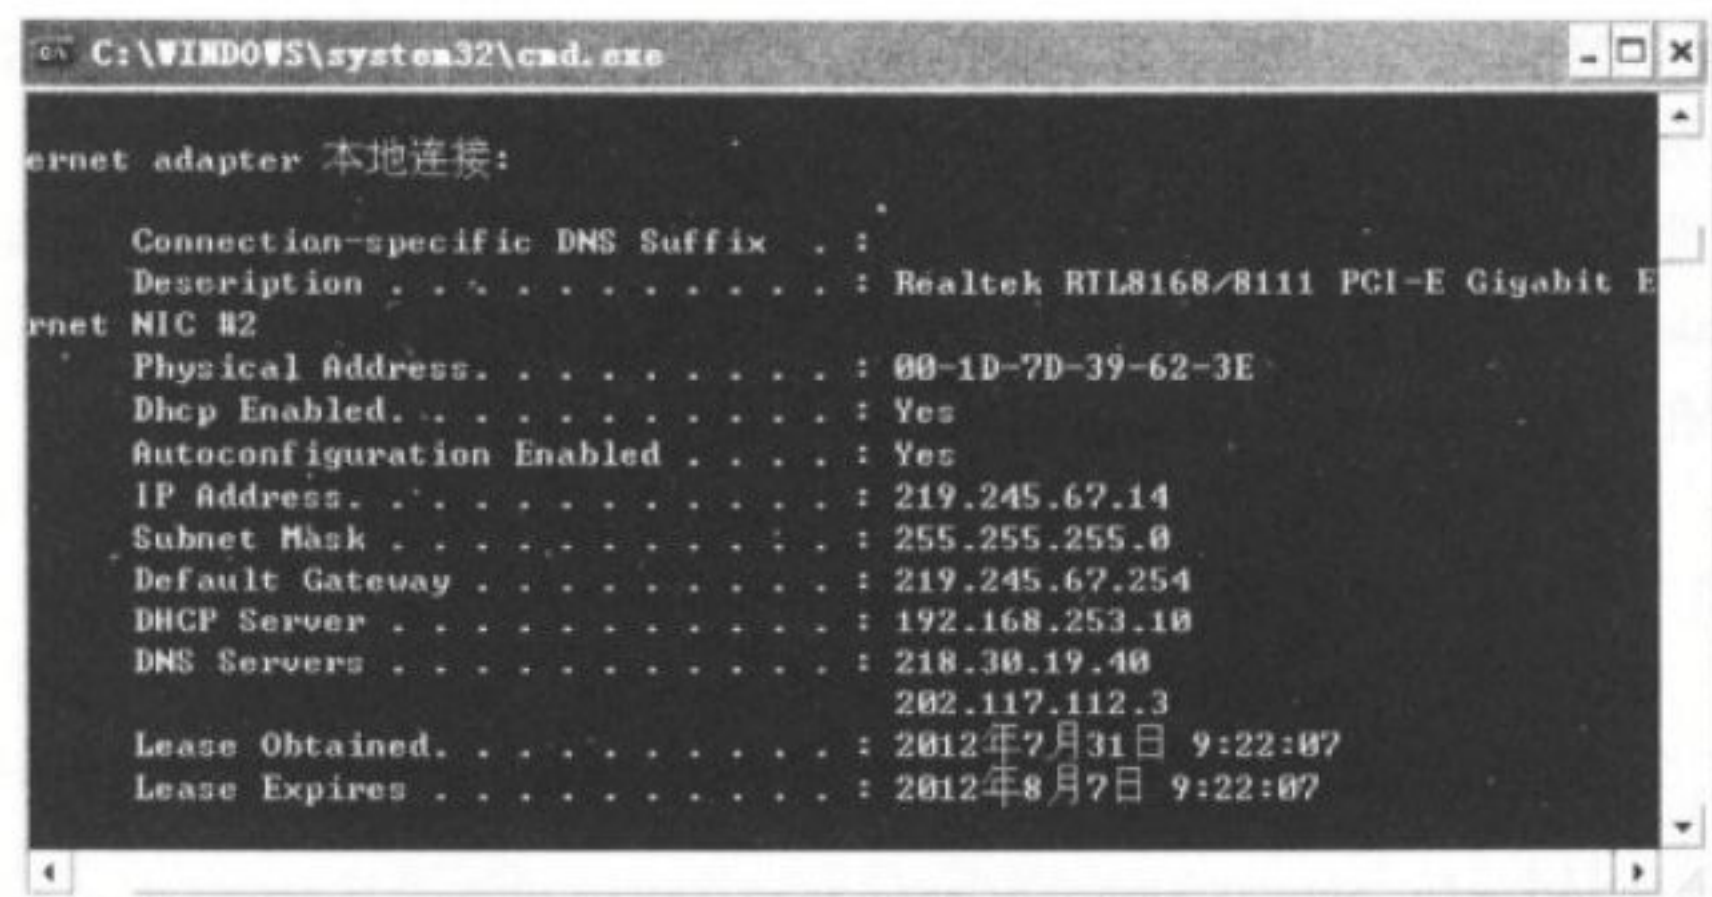 C:\WINDOWS\system32\cmd.exe
ernet adapter 本地连接:
Connection-specific DNS Suffix  . :
Description . . . . . . . . . . . : Realtek RTL8168/8111 PCI-E Gigabit E
rnet NIC #2
Physical Address. . . . . . . . . : 00-1D-7D-39-62-3E
Dhcp Enabled. . . . . . . . . . . : Yes
Autoconfiguration Enabled . . . . : Yes
IP Address. . . . . . . . . . . . : 219.245.67.14
Subnet Mask . . . . . . . . . . . : 255.255.255.0
Default Gateway . . . . . . . . . : 219.245.67.254
DHCP Server . . . . . . . . . . . : 192.168.253.10
DNS Servers . . . . . . . . . . . : 218.30.19.40
202.117.112.3
Lease Obtained. . . . . . . . . . : 2012年7月31日 9:22:07
Lease Expires . . . . . . . . . . : 2012年8月7日 9:22:07